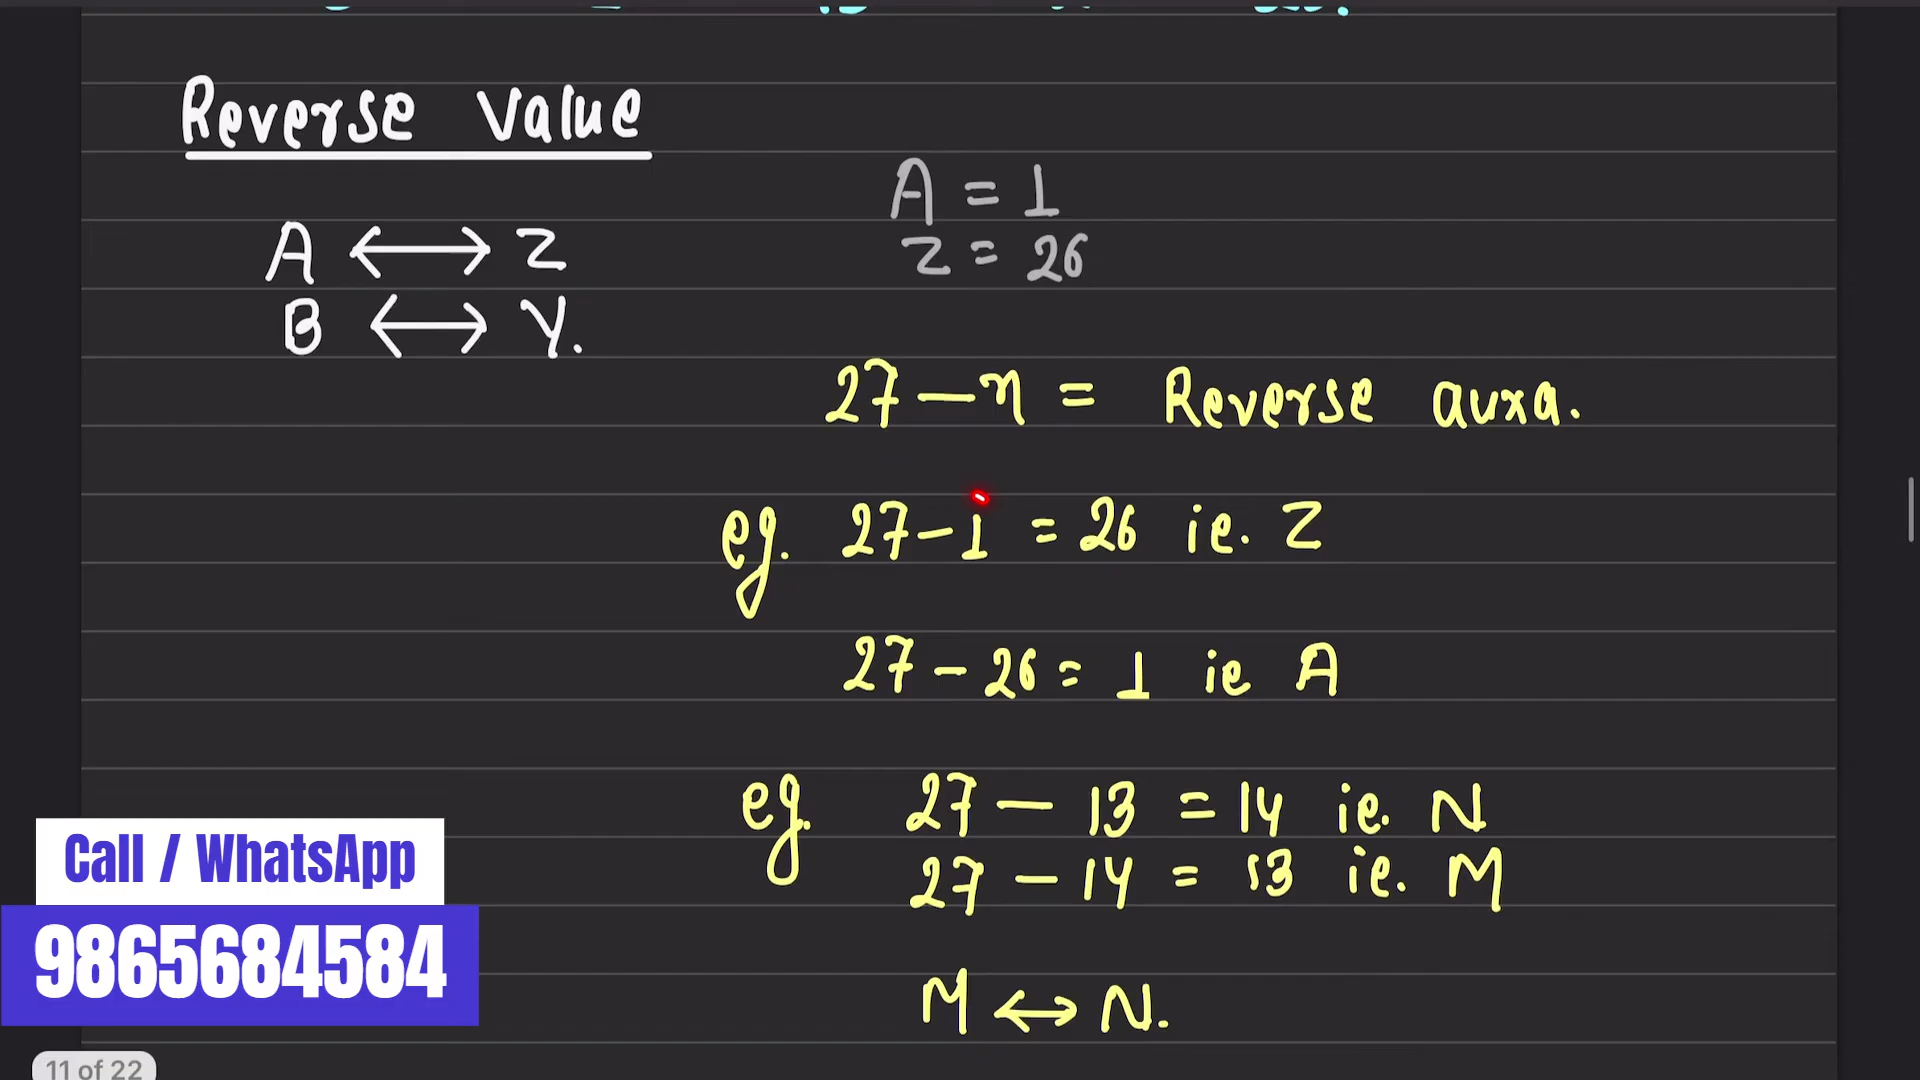 Reverse Value
A = 1
Z = 26
A ⟷ Z
B ⟷ Y.
27 — n = Reverse
eg. 27 - 1 = 26 ie. Z
27 - 26 = 1 ie A
eg. 27 — 13 = 14 ie. N
27 — 14 = 13 ie. M
M ⟷ N.
Call / WhatsApp
9865684584
11 of 22